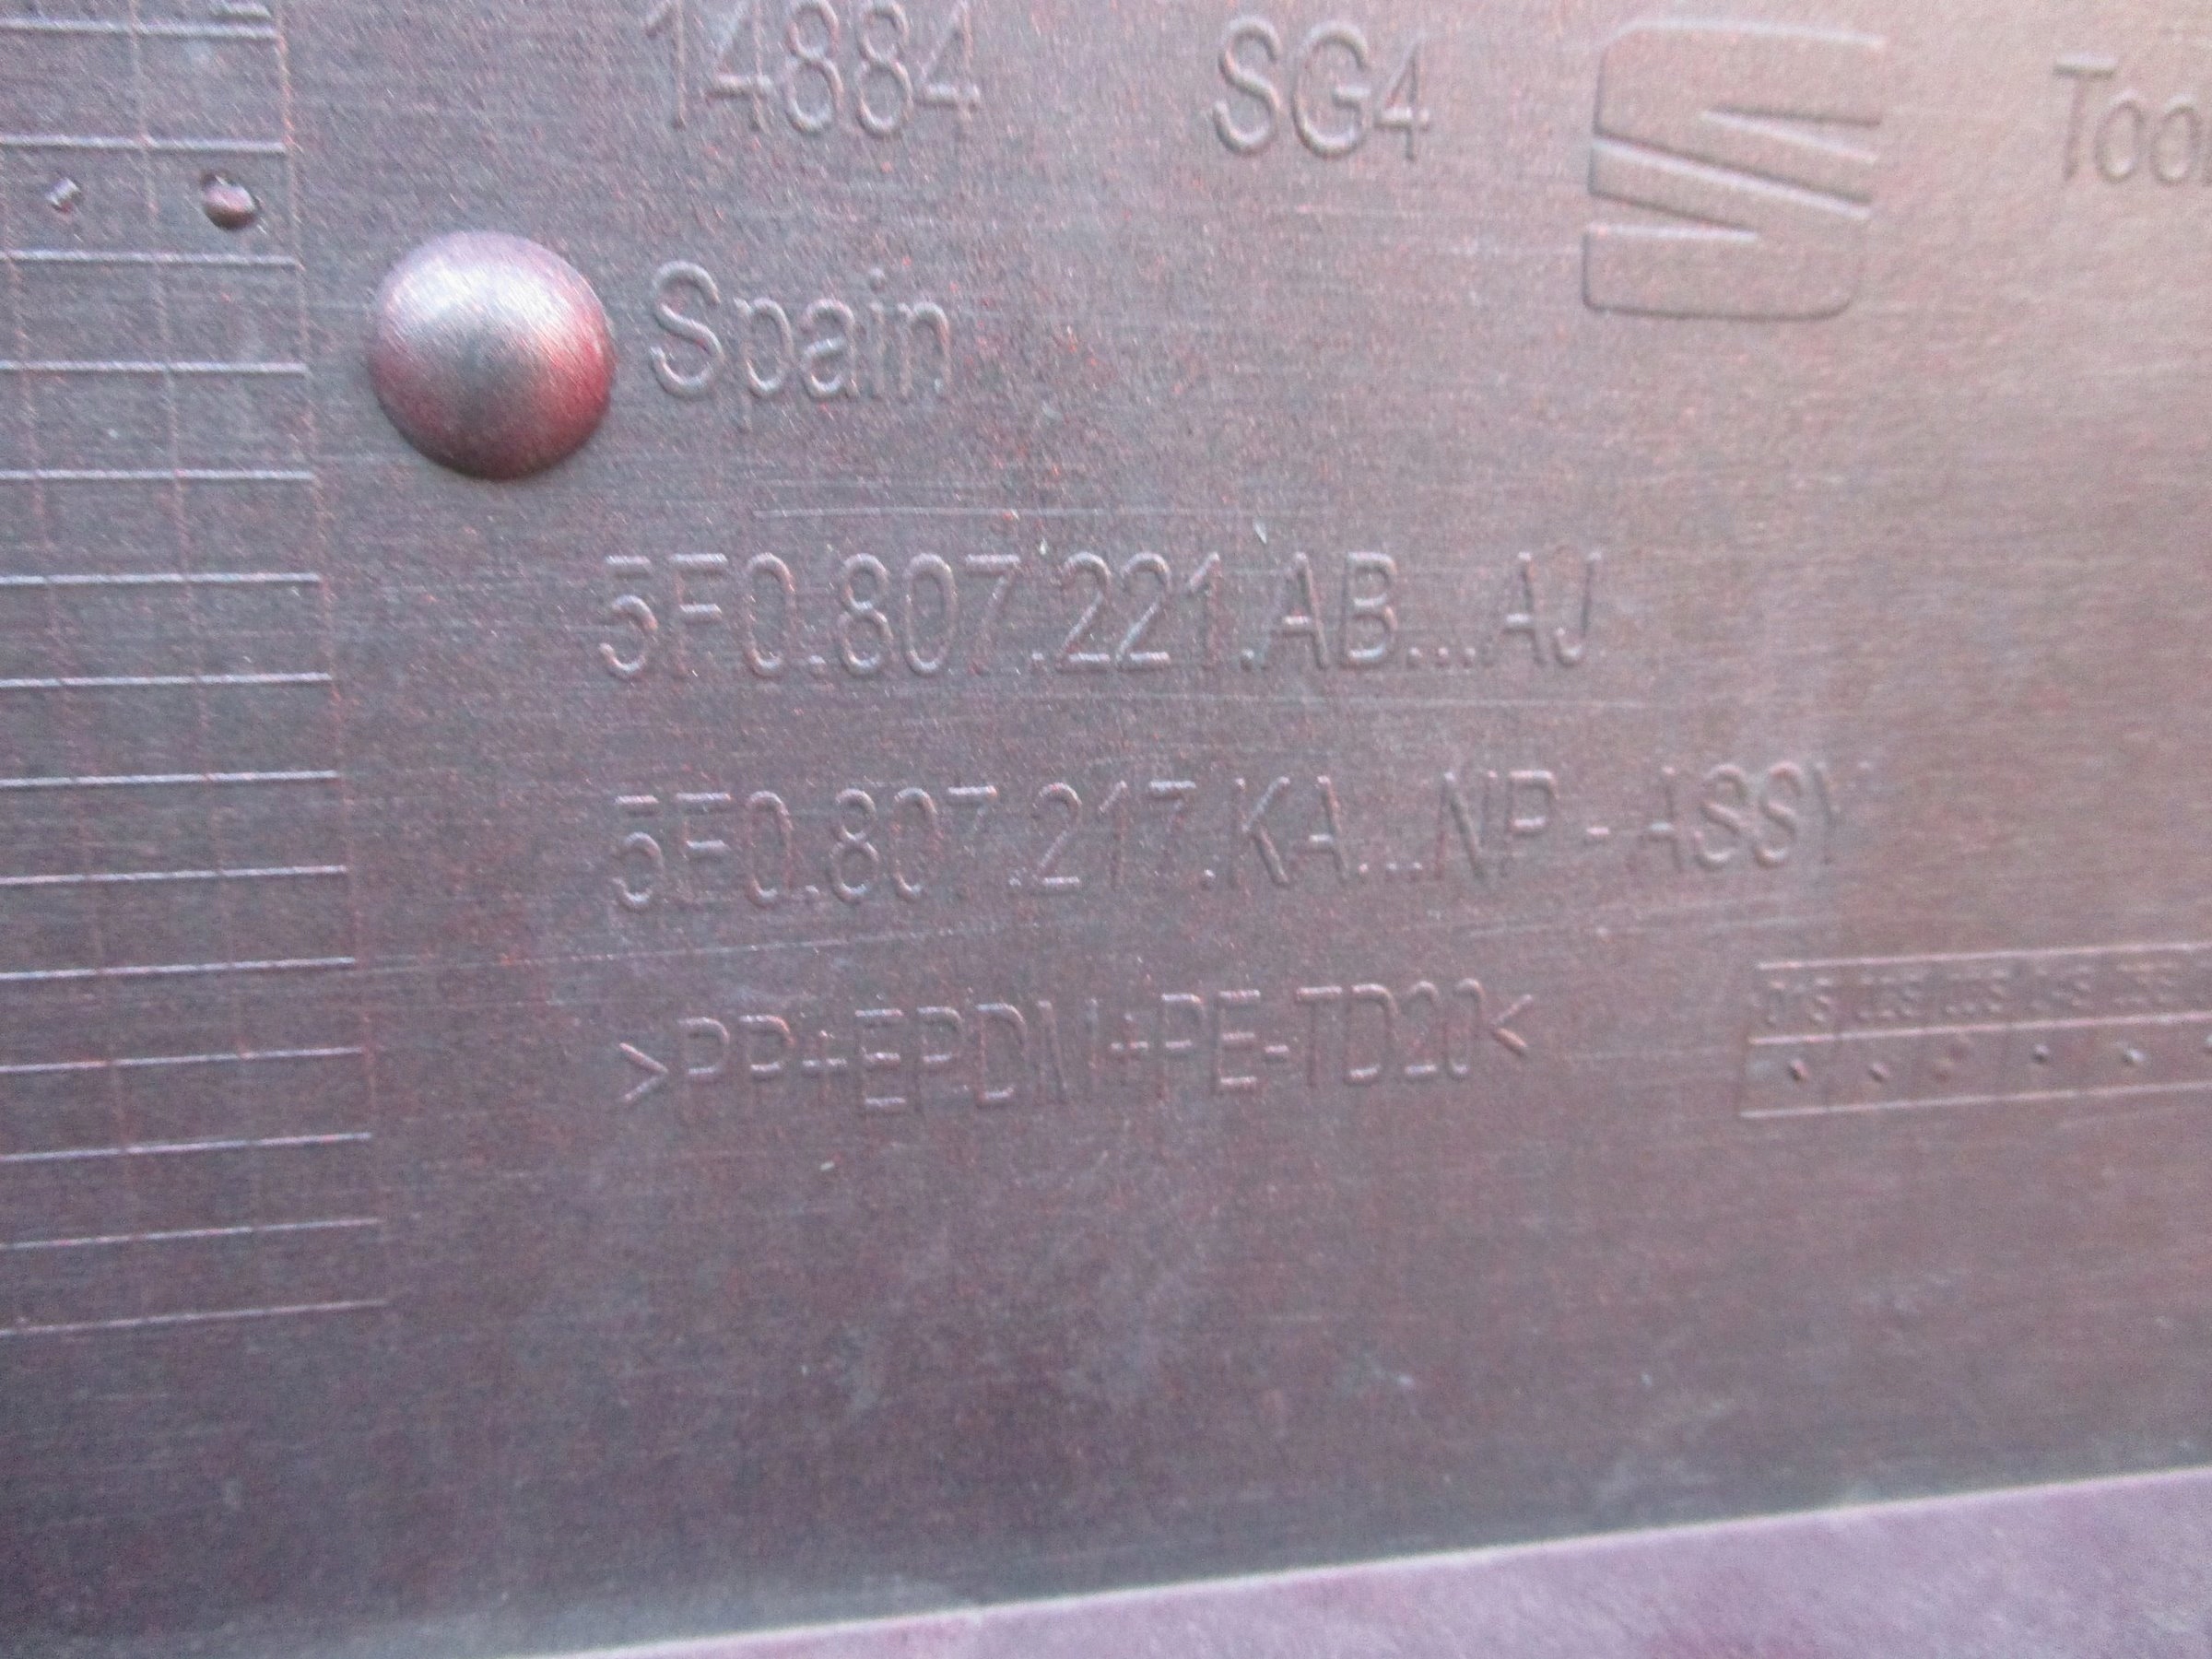 14884 SG4
Spain
5F0.807.221.AB...AJ
5F0.807.217.KA...NP - ASSY
>PP+EPDM+PE-TD20<